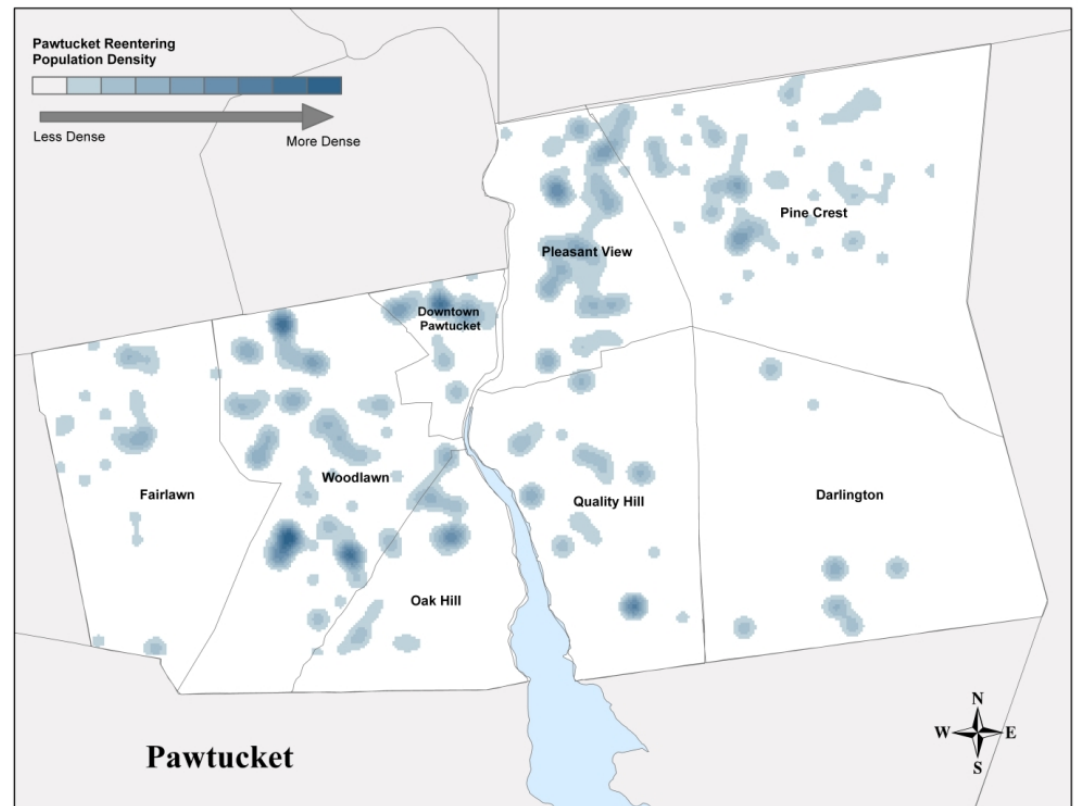 Pawtucket Reentering
Population Density
Less Dense
More Dense
Pine Crest
Pleasant View
Downtown
Pawtucket
Woodlawn
Fairlawn
Quality Hill
Darlington
Oak Hill
N
W
E
S
Pawtucket